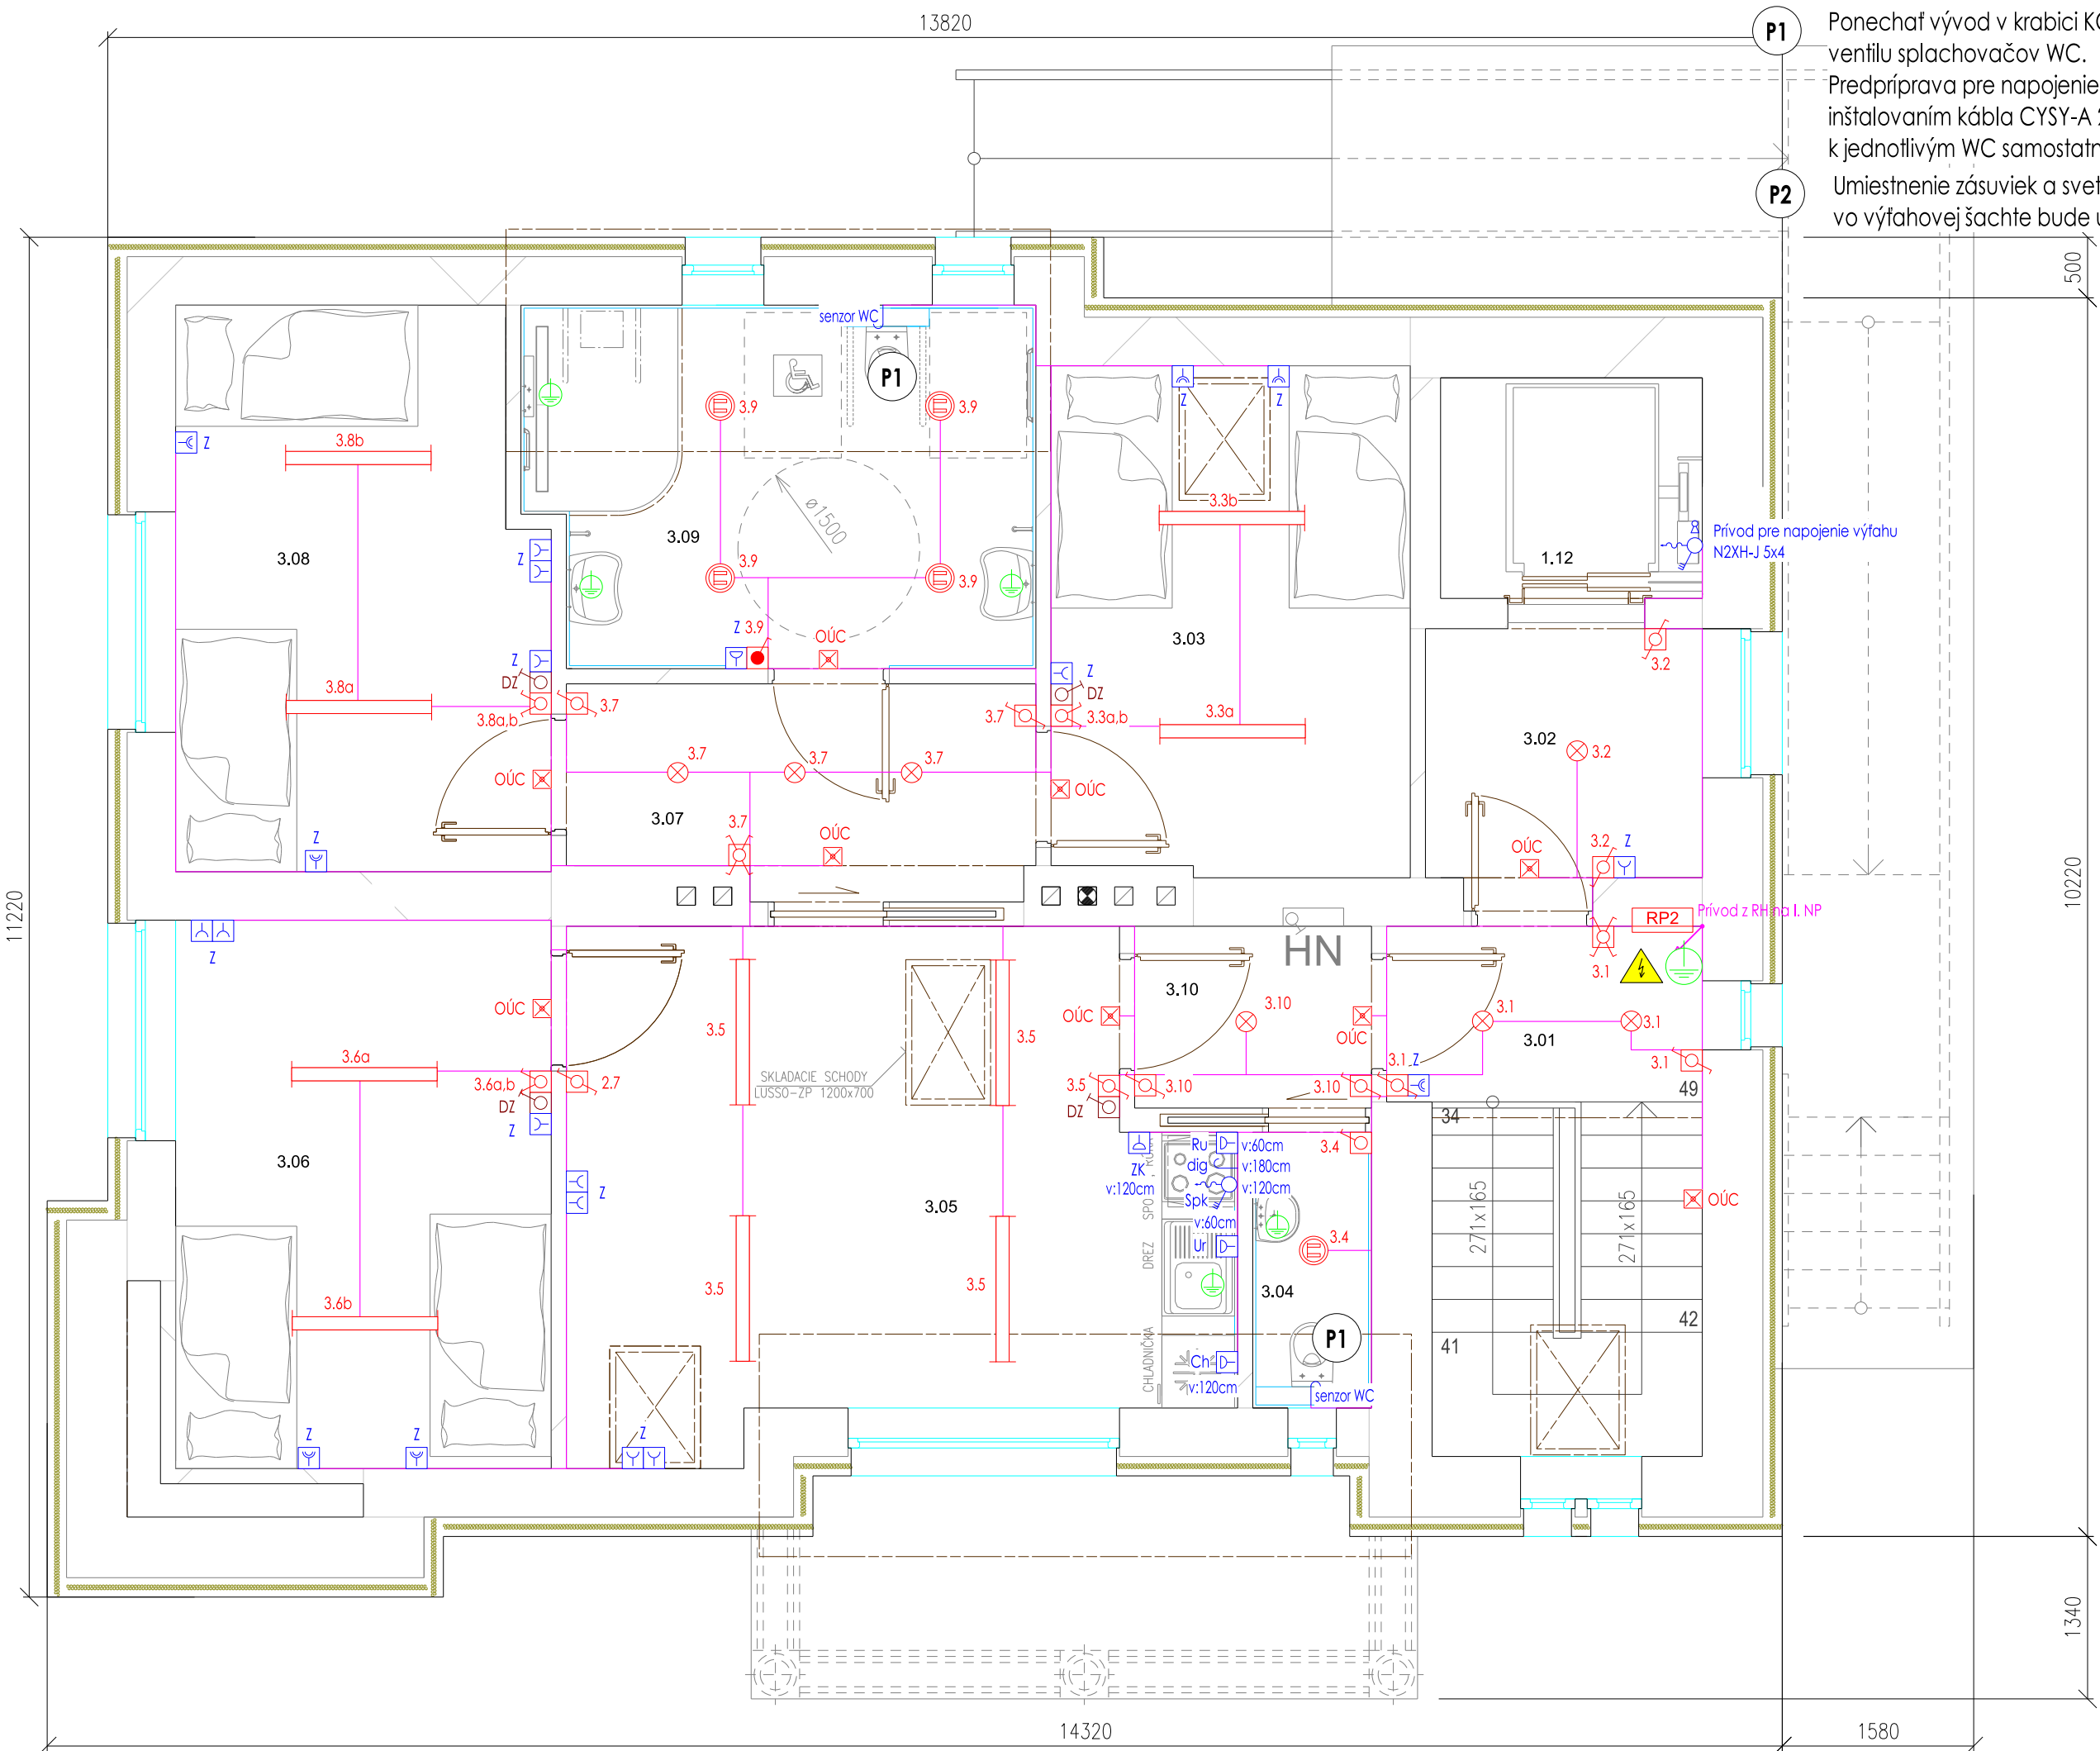 13820
P1
Ponechať vývod v krabici
ventilu splachovačov WC.
Predpríprava pre napojenie
inštalovaním kábla CYSY-A
k jednotlivým WC
P2
Umiestnenie zásuviek a
vo výťahovej šachte bude
500
senzor WC
P1
3.9
3.9
Z
Z
3.8b
Z
3.3b
ø1500
3.09
Prívod pre napojenie výťahu
N2XH-J 5x4
1.12
3.08
Z
3.9
3.9
Z 3.9
OÚC
3.03
3.2
Z
DZ
3.8a
3.8a,b
3.7
Z
DZ
3.7
3.3a,b
3.3a
3.02
3.2
3.7
3.7
3.7
OÚC
OÚC
3.07
3.7
OÚC
Z
OÚC
3.2
Z
11220
10220
RP2
Prívod z RH na I. NP
Z
HN
3.1
3.10
3.10
OÚC
3.5
3.5
OÚC
OÚC
3.1
3.1
3.01
3.6a
3.6a,b
2.7
SKLADACIE SCHODY
LUSSO-ZP 1200x700
3.5
3.10
3.10
3.1
Z
3.1
DZ
DZ
49
34
Z
Ru
v:60cm
3.4
ZK
dig
v:180cm
v:120cm
v:120cm
3.06
Z
3.05
Spk
v:60cm
SPO
DREZ
Ur
271x165
271x165
OÚC
3.4
3.5
3.5
3.04
3.6b
42
41
P1
CHLADNIČKA
Ch
v:120cm
senzor WC
Z
Z
Z
1340
14320
1580